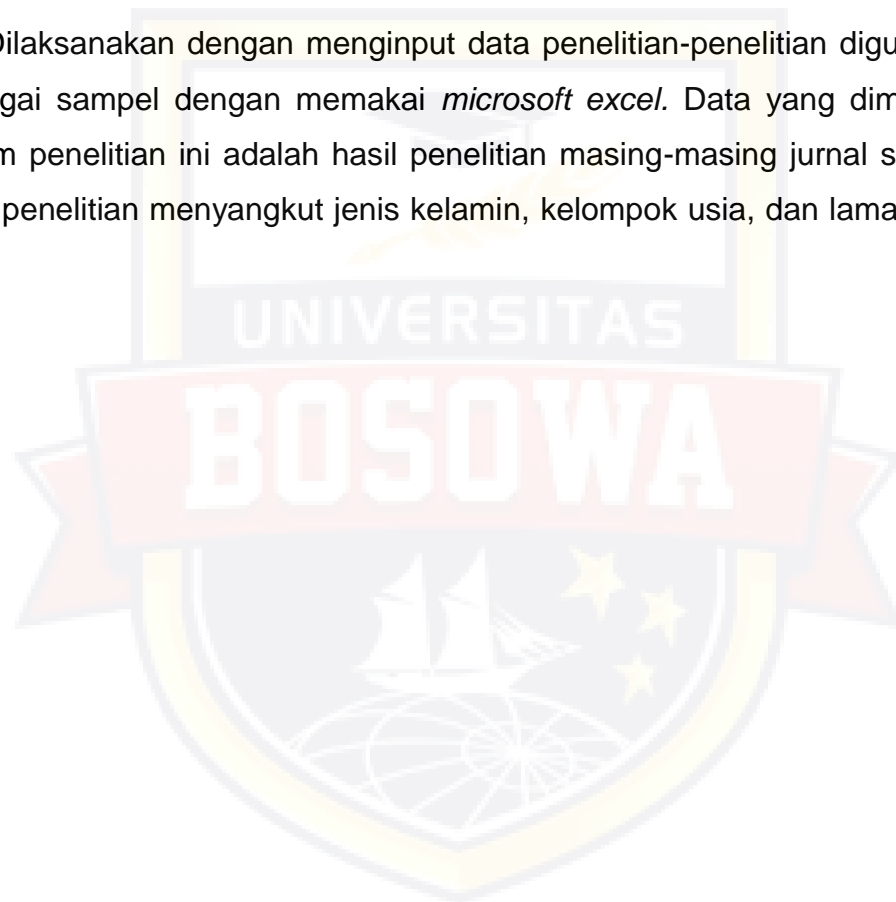 Dilaksanakan dengan menginput data penelitian-penelitian digu
gai sampel dengan memakai microsoft excel. Data yang dim
m penelitian ini adalah hasil penelitian masing-masing jurnal s
penelitian menyangkut jenis kelamin, kelompok usia, dan lama
UNIVERSITAS
BOSOWA